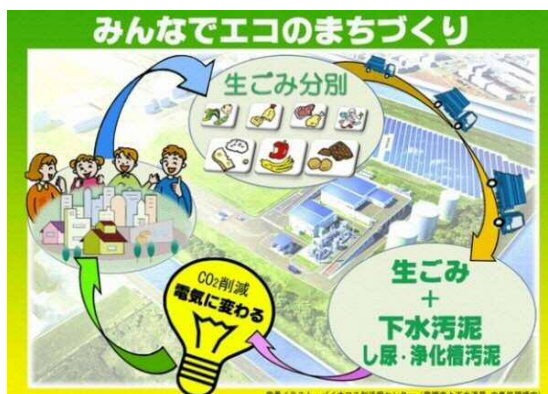 みんなでエコのまちづくり
生ごみ分別
生ごみ
+
下水汚泥
し尿・浄化槽汚泥
CO2削減
電気に変わる